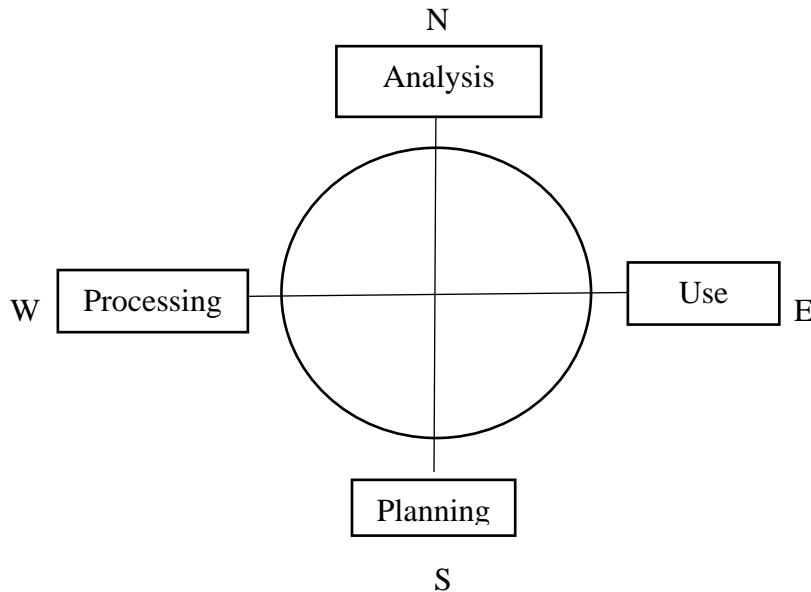 N
Analysis
W
Processing
Use
E
Planning
S